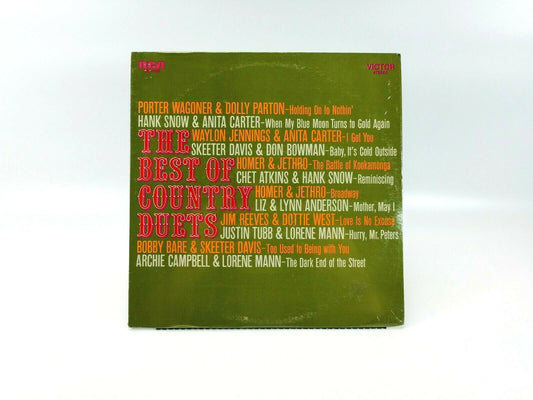 RCA
VICTOR
STEREO
PORTER WAGONER & DOLLY PARTON-Holding On to Nothin'
HANK SNOW & ANITA CARTER-When My Blue Moon Turns to Gold Again
WAYLON JENNINGS & ANITA CARTER-I Got You
SKEETER DAVIS & DON BOWMAN-Baby, It's Cold Outside
HOMER & JETHRO-The Battle of Kookamonga
CHET ATKINS & HANK SNOW-Reminiscing
HOMER & JETHRO-Broadway
LIZ & LYNN ANDERSON-Mother, May I
JIM REEVES & DOTTIE WEST-Love Is No Excuse
JUSTIN TUBB & LORENE MANN-Hurry, Mr. Peters
BOBBY BARE & SKEETER DAVIS-Too Used to Being with You
ARCHIE CAMPBELL & LORENE MANN-The Dark End of the Street
THE
BEST OF
COUNTRY
DUETS